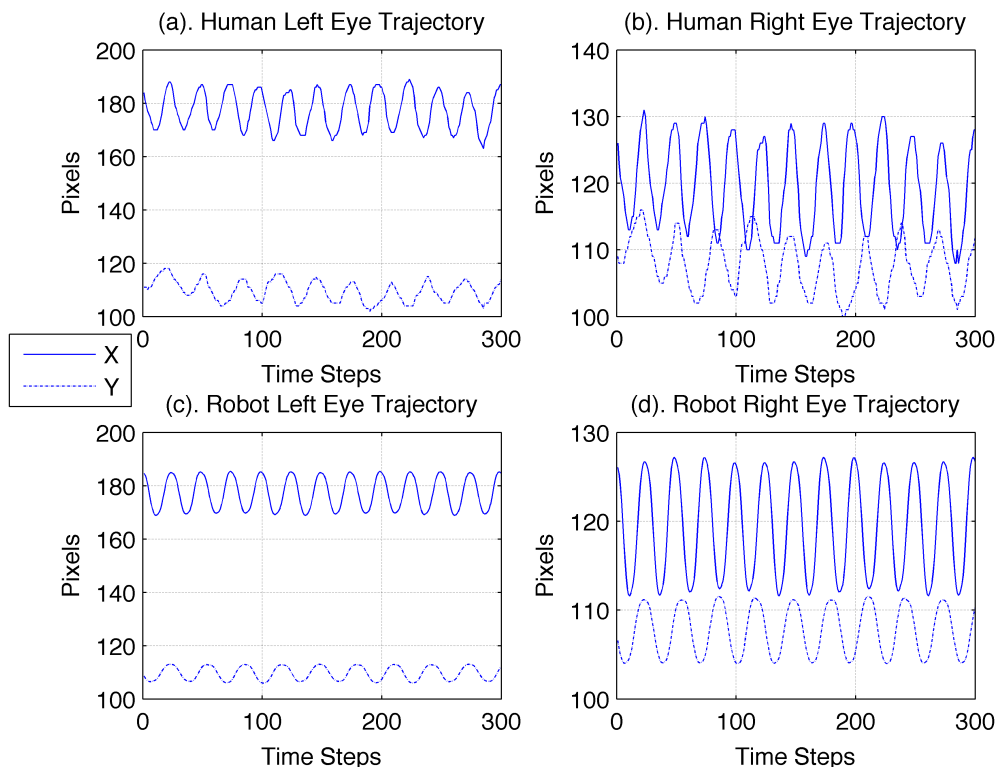 (a). Human Left Eye Trajectory
200
180
160
140
120
100
Pixels
0 100 200 300
Time Steps
(b). Human Right Eye Trajectory
140
130
120
110
100
Pixels
0 100 200 300
Time Steps
X
Y
(c). Robot Left Eye Trajectory
200
180
160
140
120
100
Pixels
0 100 200 300
Time Steps
(d). Robot Right Eye Trajectory
130
120
110
100
Pixels
0 100 200 300
Time Steps